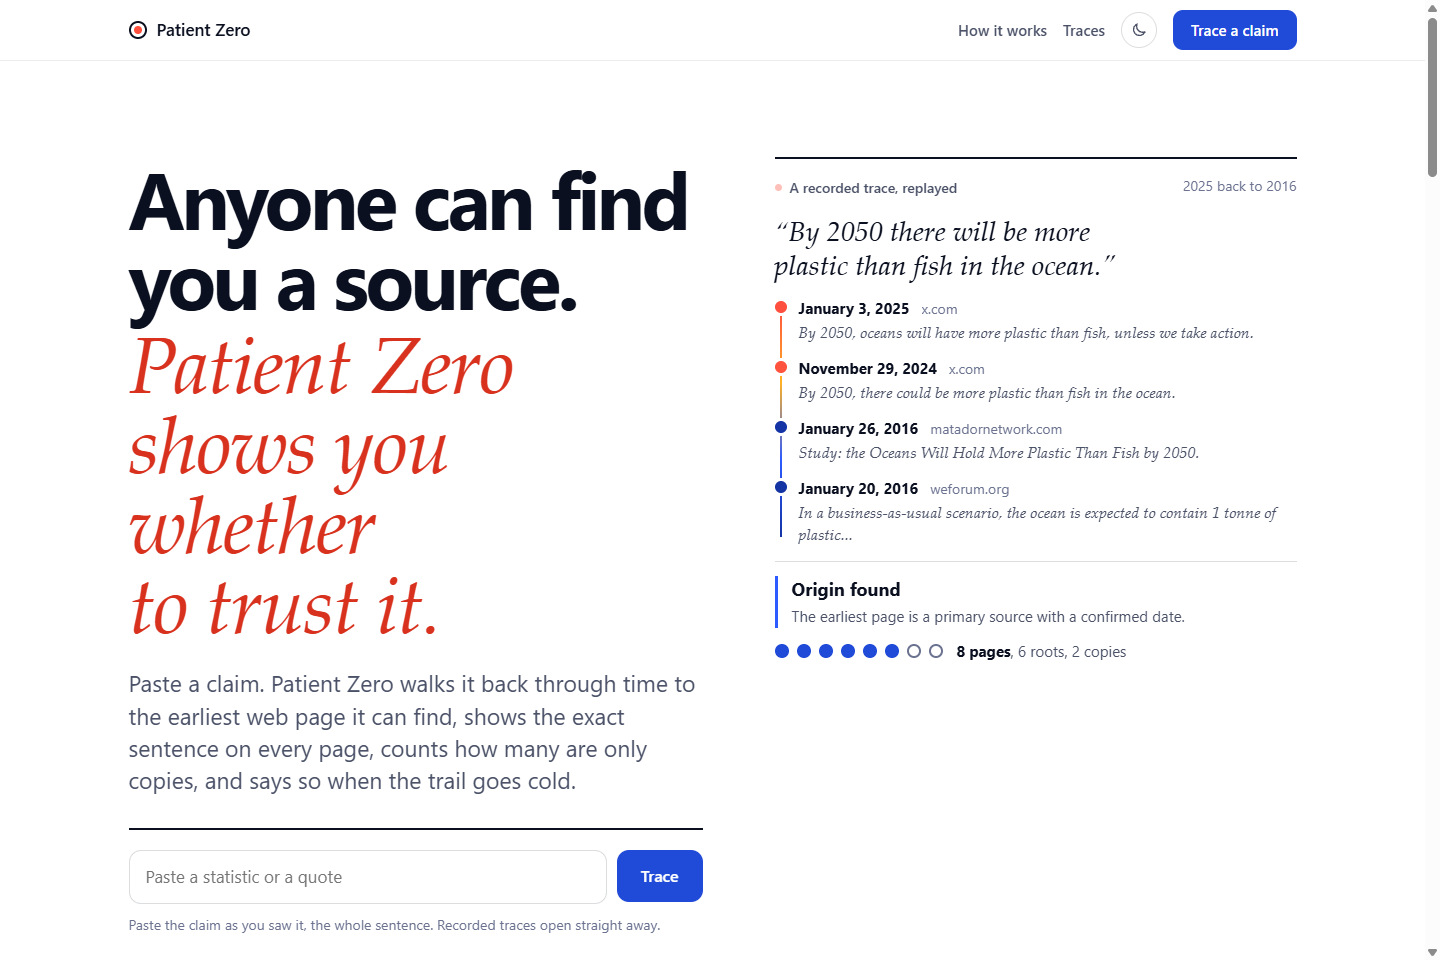 Patient Zero
How it works
Traces
Trace a claim
Anyone can find
you a source.
Patient Zero
shows you
whether
to trust it.
Paste a claim. Patient Zero walks it back through time to
the earliest web page it can find, shows the exact
sentence on every page, counts how many are only
copies, and says so when the trail goes cold.
Paste a statistic or a quote
Trace
Paste the claim as you saw it, the whole sentence. Recorded traces open straight away.
A recorded trace, replayed
2025 back to 2016
“By 2050 there will be more
plastic than fish in the ocean.”
January 3, 2025 x.com
By 2050, oceans will have more plastic than fish, unless we take action.
November 29, 2024 x.com
By 2050, there could be more plastic than fish in the ocean.
January 26, 2016 matadornetwork.com
Study: the Oceans Will Hold More Plastic Than Fish by 2050.
January 20, 2016 weforum.org
In a business-as-usual scenario, the ocean is expected to contain 1 tonne of
plastic...
Origin found
The earliest page is a primary source with a confirmed date.
8 pages, 6 roots, 2 copies